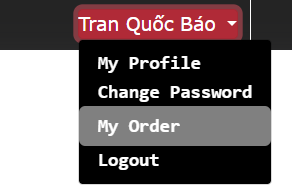 Tran Quốc Báo
My Profile
Change Password
My Order
Logout